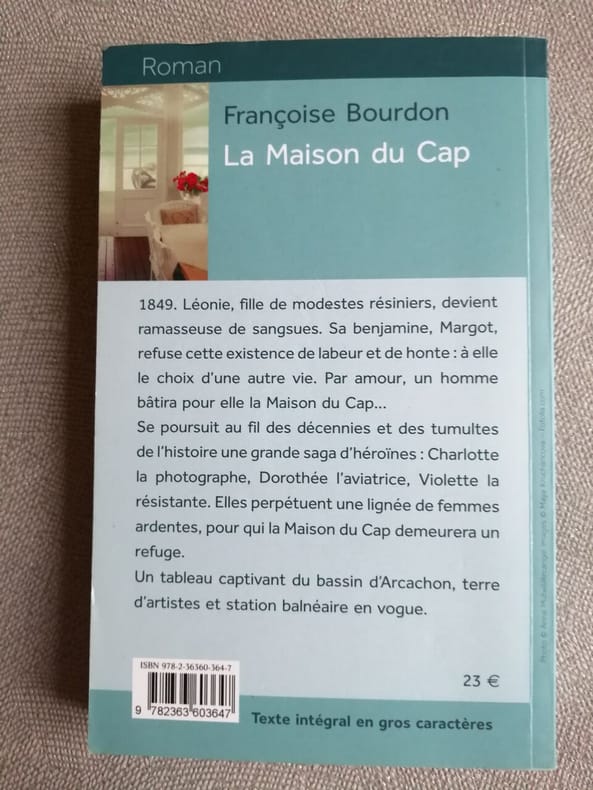 Roman
Françoise Bourdon
La Maison du Cap
1849. Léonie, fille de modestes résiniers, devient
ramasseuse de sangsues. Sa benjamine, Margot,
refuse cette existence de labeur et de honte : à elle
le choix d'une autre vie. Par amour, un homme
bâtira pour elle la Maison du Cap...
Se poursuit au fil des décennies et des tumultes
de l'histoire une grande saga d'héroïnes : Charlotte
la photographe, Dorothée l'aviatrice, Violette la
résistante. Elles perpétuent une lignée de femmes
ardentes, pour qui la Maison du Cap demeurera un
refuge.
Un tableau captivant du bassin d'Arcachon, terre
d'artistes et station balnéaire en vogue.
ISBN 978-2-36360-364-7
9 782363 603647
23 €
Texte intégral en gros caractères